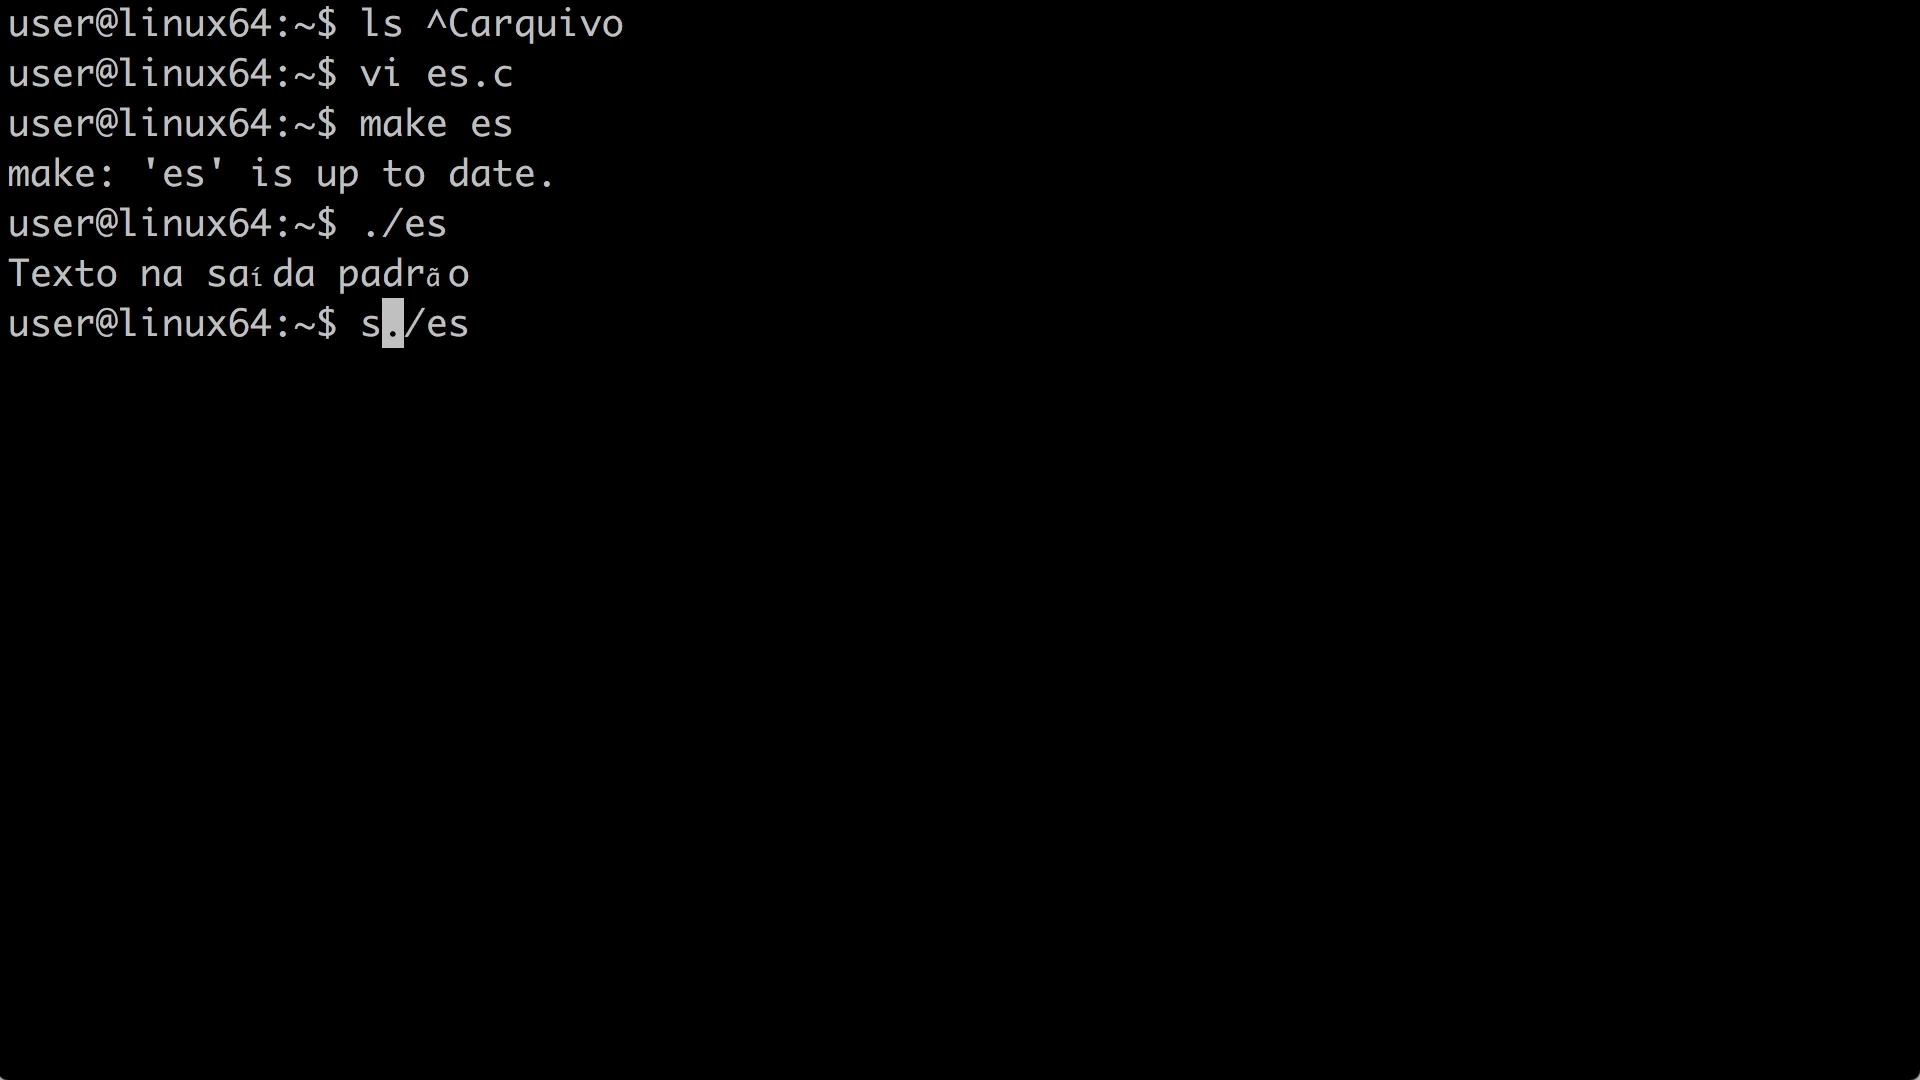 user@linux64:~$ ls ^Carquivo
user@linux64:~$ vi es.c
user@linux64:~$ make es
make: 'es' is up to date.
user@linux64:~$ ./es
Texto na saída padrão
user@linux64:~$ s./es